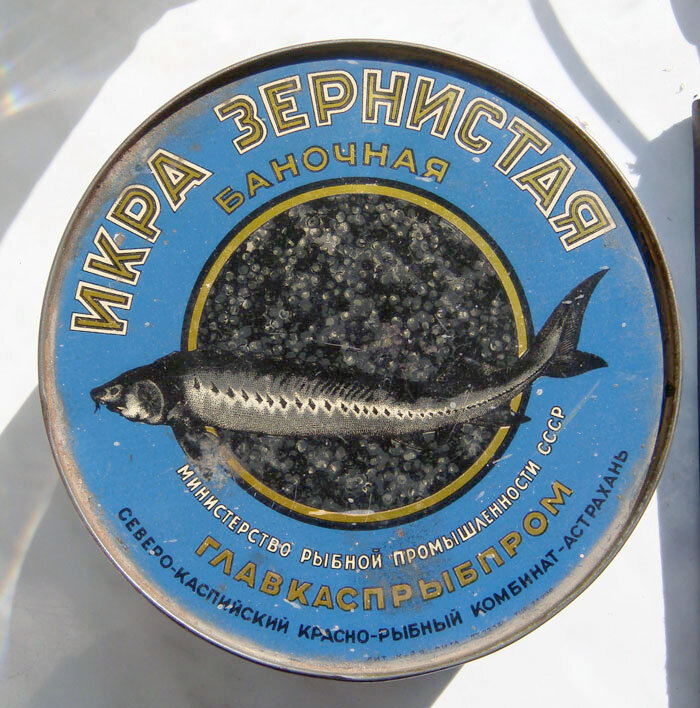 ИКРА ЗЕРНИСТАЯ
БАНОЧНАЯ
МИНИСТЕРСТВО РЫБНОЙ ПРОМЫШЛЕННОСТИ СССР
ГЛАВКАСПРЫБПРОМ
СЕВЕРО-КАСПИЙСКИЙ КРАСНО-РЫБНЫЙ КОМБИНАТ-АСТРАХАНЬ